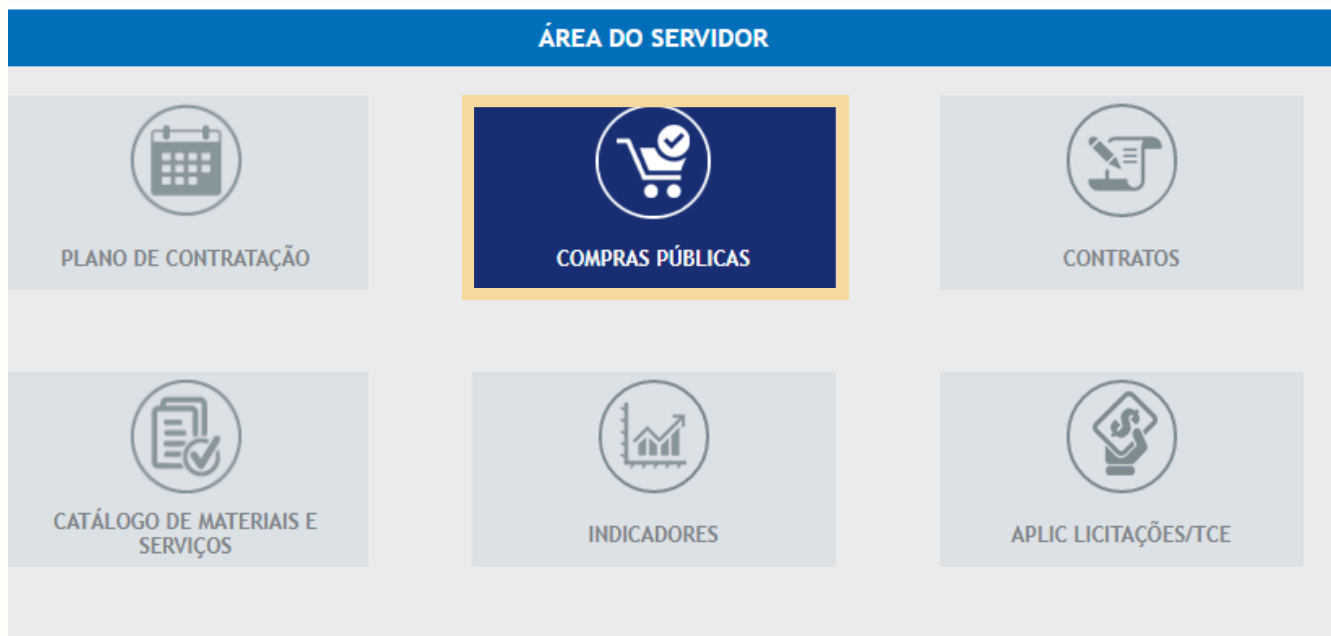 ÁREA DO SERVIDOR
PLANO DE CONTRATAÇÃO
COMPRAS PÚBLICAS
CONTRATOS
CATÁLOGO DE MATERIAIS E
SERVIÇOS
INDICADORES
APLIC LICITAÇÕES/TCE